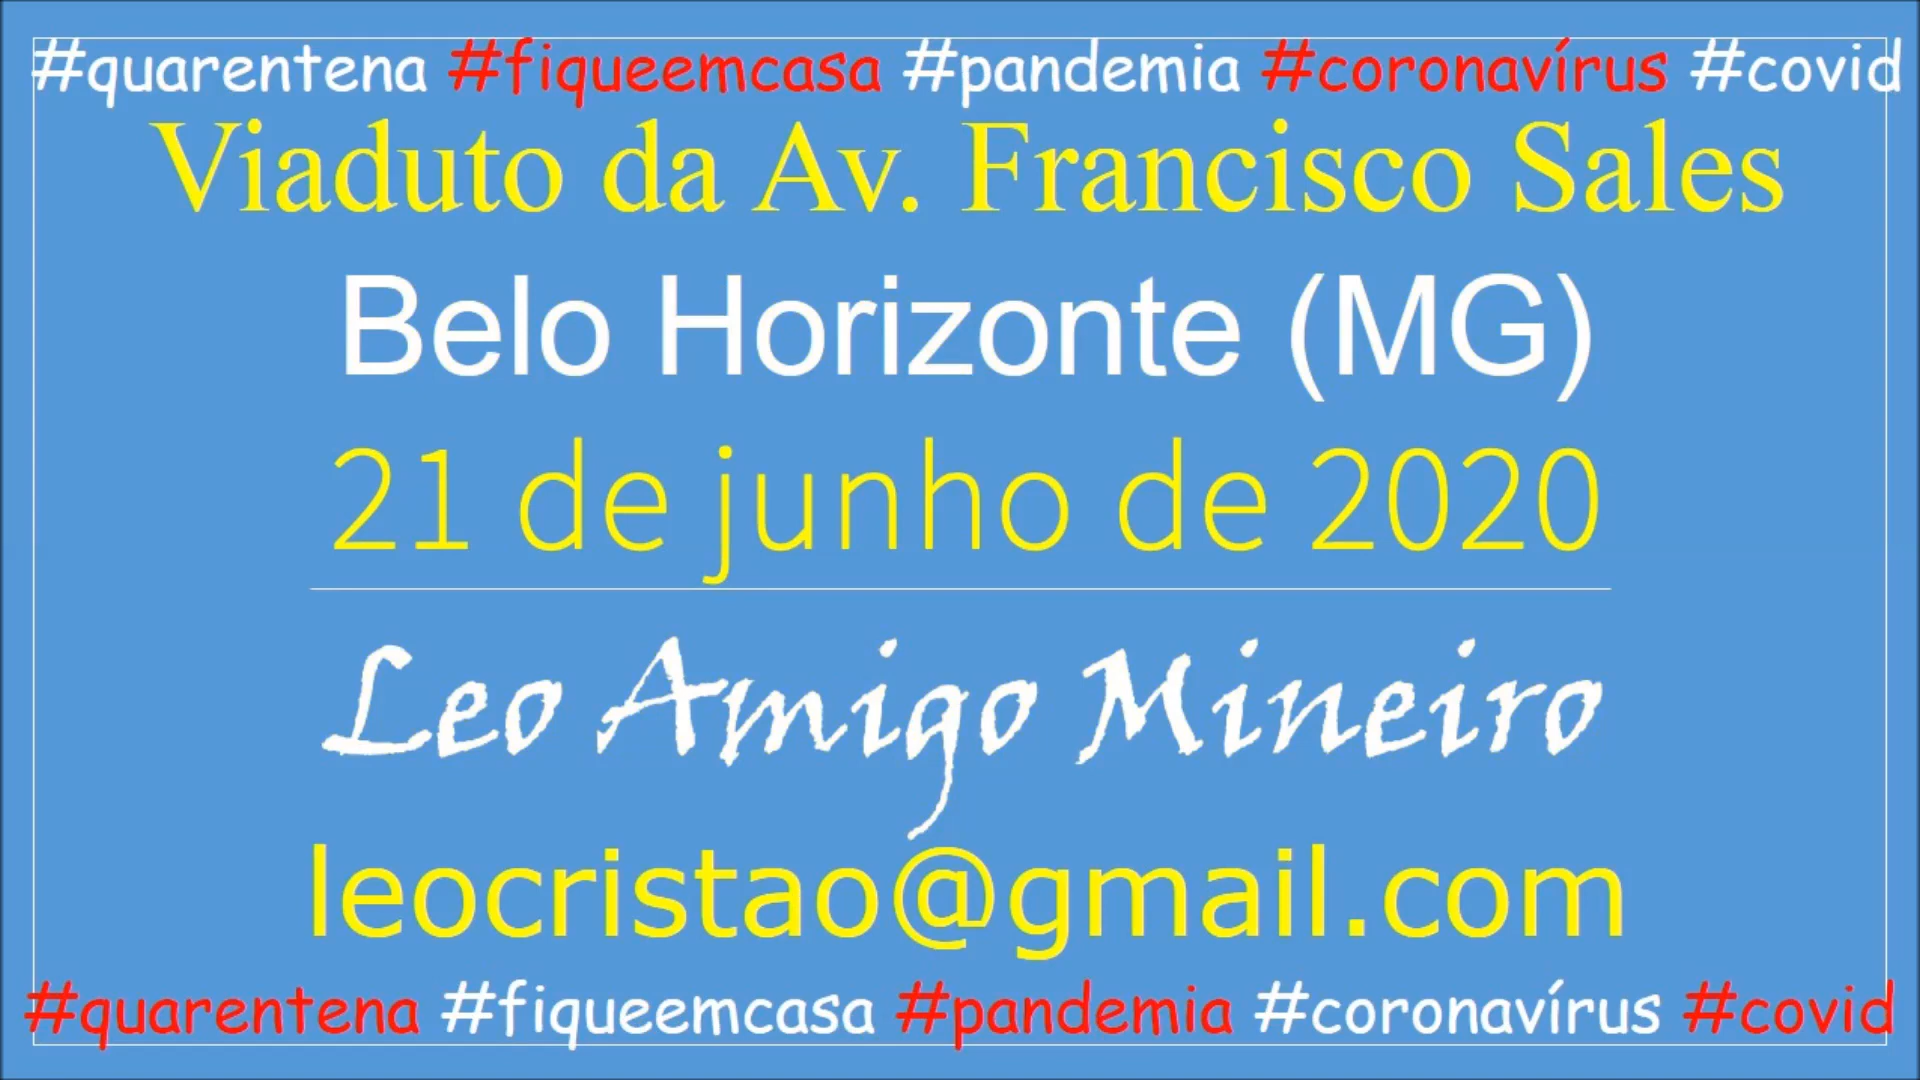 #quarentena #fiqueemcasa #pandemia #coronavírus #covid
Viaduto da Av. Francisco Sales
Belo Horizonte (MG)
21 de junho de 2020
Leo Amigo Mineiro
leocristao@gmail.com
#quarentena #fiqueemcasa #pandemia #coronavírus #covid